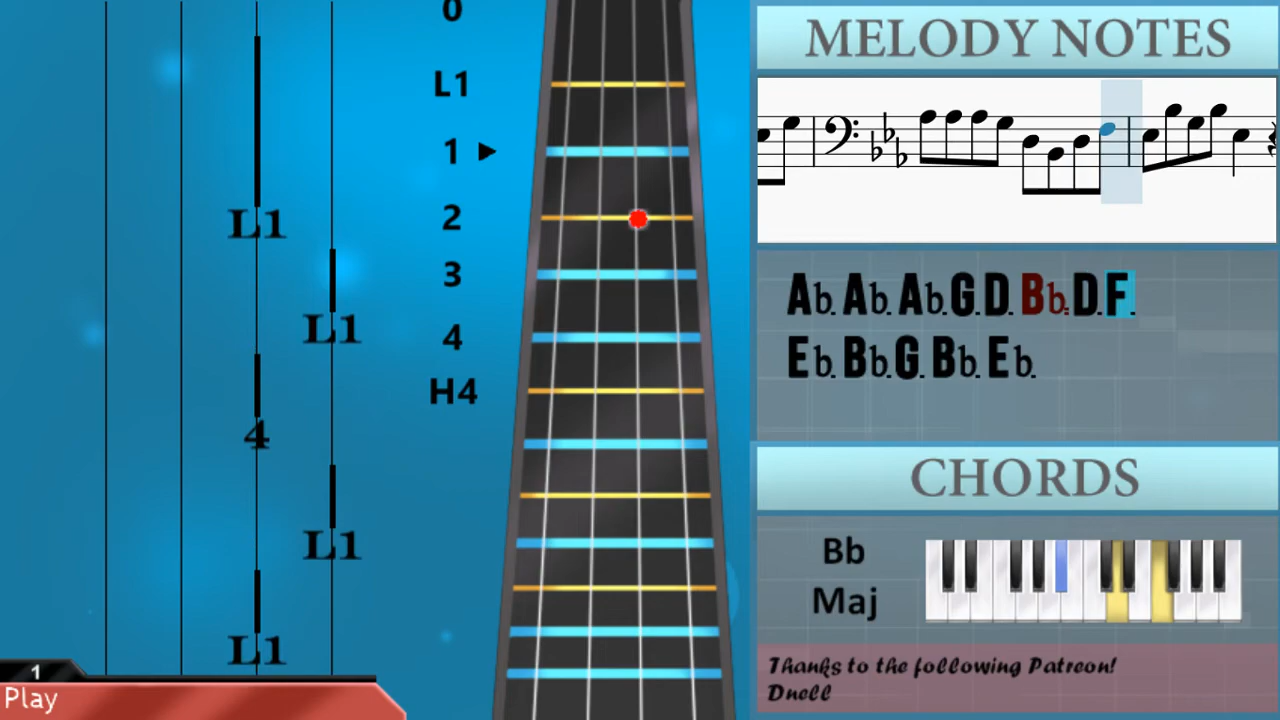 0
L1
1
2
3
4
H4
L1
L1
4
L1
L1
1
Play
MELODY NOTES
Ab. Ab. Ab. G. D. Bb. D. F.
Eb. Bb. G. Bb. Eb.
CHORDS
Bb
Maj
Thanks to the following Patreon!
Dnell